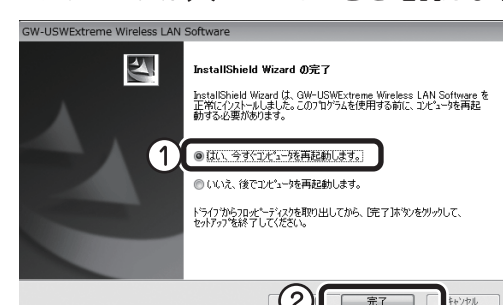 GW-USWExtreme Wireless LAN Software
InstallShield Wizard の完了
InstallShield Wizard は、GW-USWExtreme Wireless LAN Software を
正常にインストールしました。このプログラムを使用する前に、コンピュータを再起
動する必要があります。
① はい、今すぐコンピュータを再起動します。
いいえ、後でコンピュータを再起動します。
ドライブからフロッピーディスクを取り出してから、[完了]ボタンをクリックして、
セットアップを終了してください。
② 完了 キャンセル